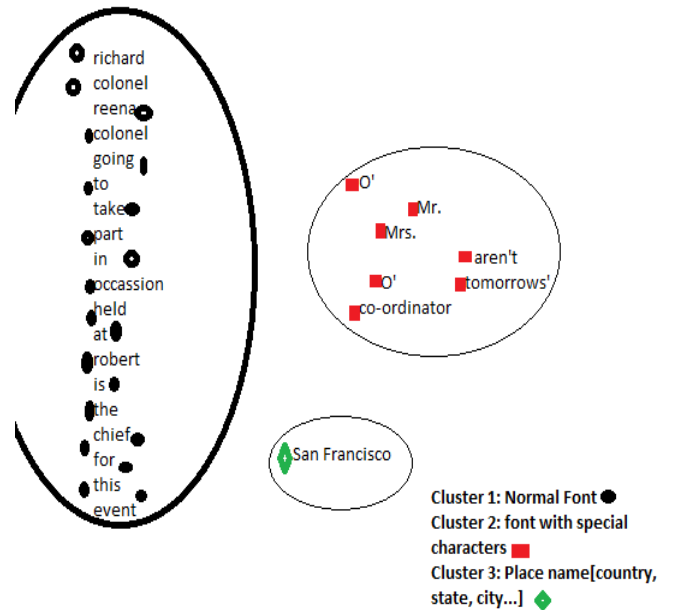 richard
colonel
reena
colonel
going
to
take
part
in
occassion
held
at
robert
is
the
chief
for
this
event
O'
Mr.
Mrs.
aren't
O'
tomorrows'
co-ordinator
San Francisco
Cluster 1: Normal Font
Cluster 2: font with special
characters
Cluster 3: Place name[country,
state, city...]